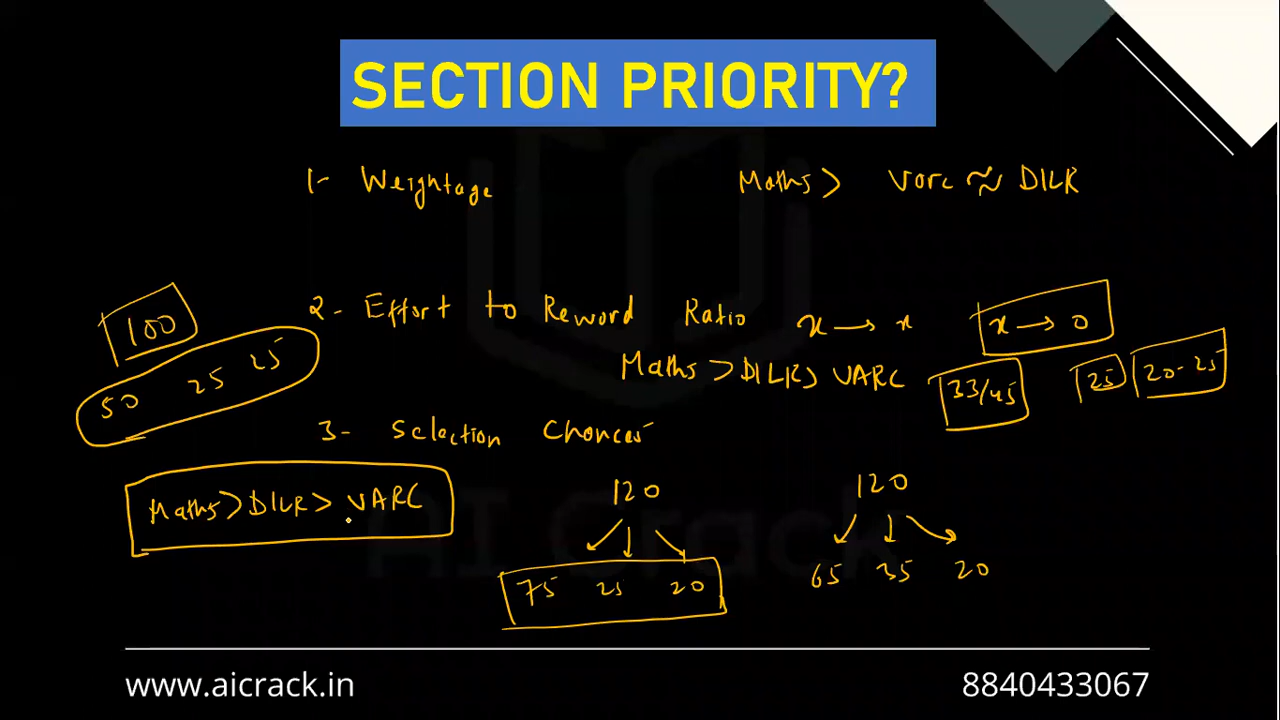 SECTION PRIORITY?
1- Weightage Maths > Varc ≈ DILR
100
2- Effort to Reward Ratio x → x x → 0
50 25 25
Maths > DILR > VARC 33/45 25 20-25
3- Selection Chances
Maths > DILR > VARC
120 120
75 25 20 65 35 20
AI Crack
www.aicrack.in 8840433067